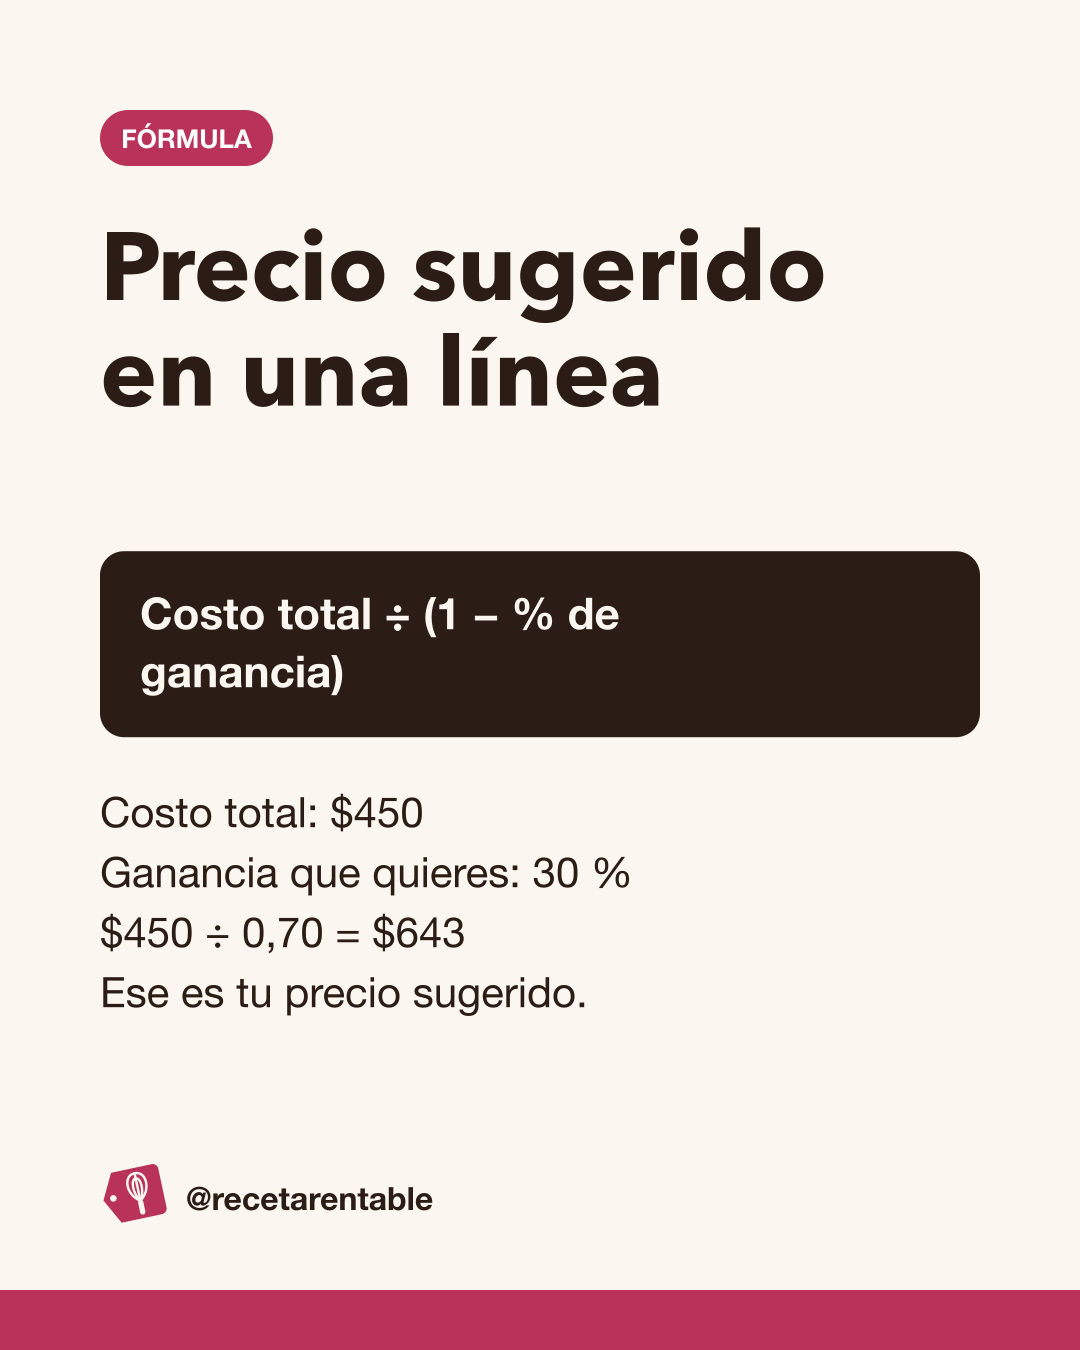 FÓRMULA
Precio sugerido
en una línea
Costo total ÷ (1 − % de
ganancia)
Costo total: $450
Ganancia que quieres: 30 %
$450 ÷ 0,70 = $643
Ese es tu precio sugerido.
@recetarentable